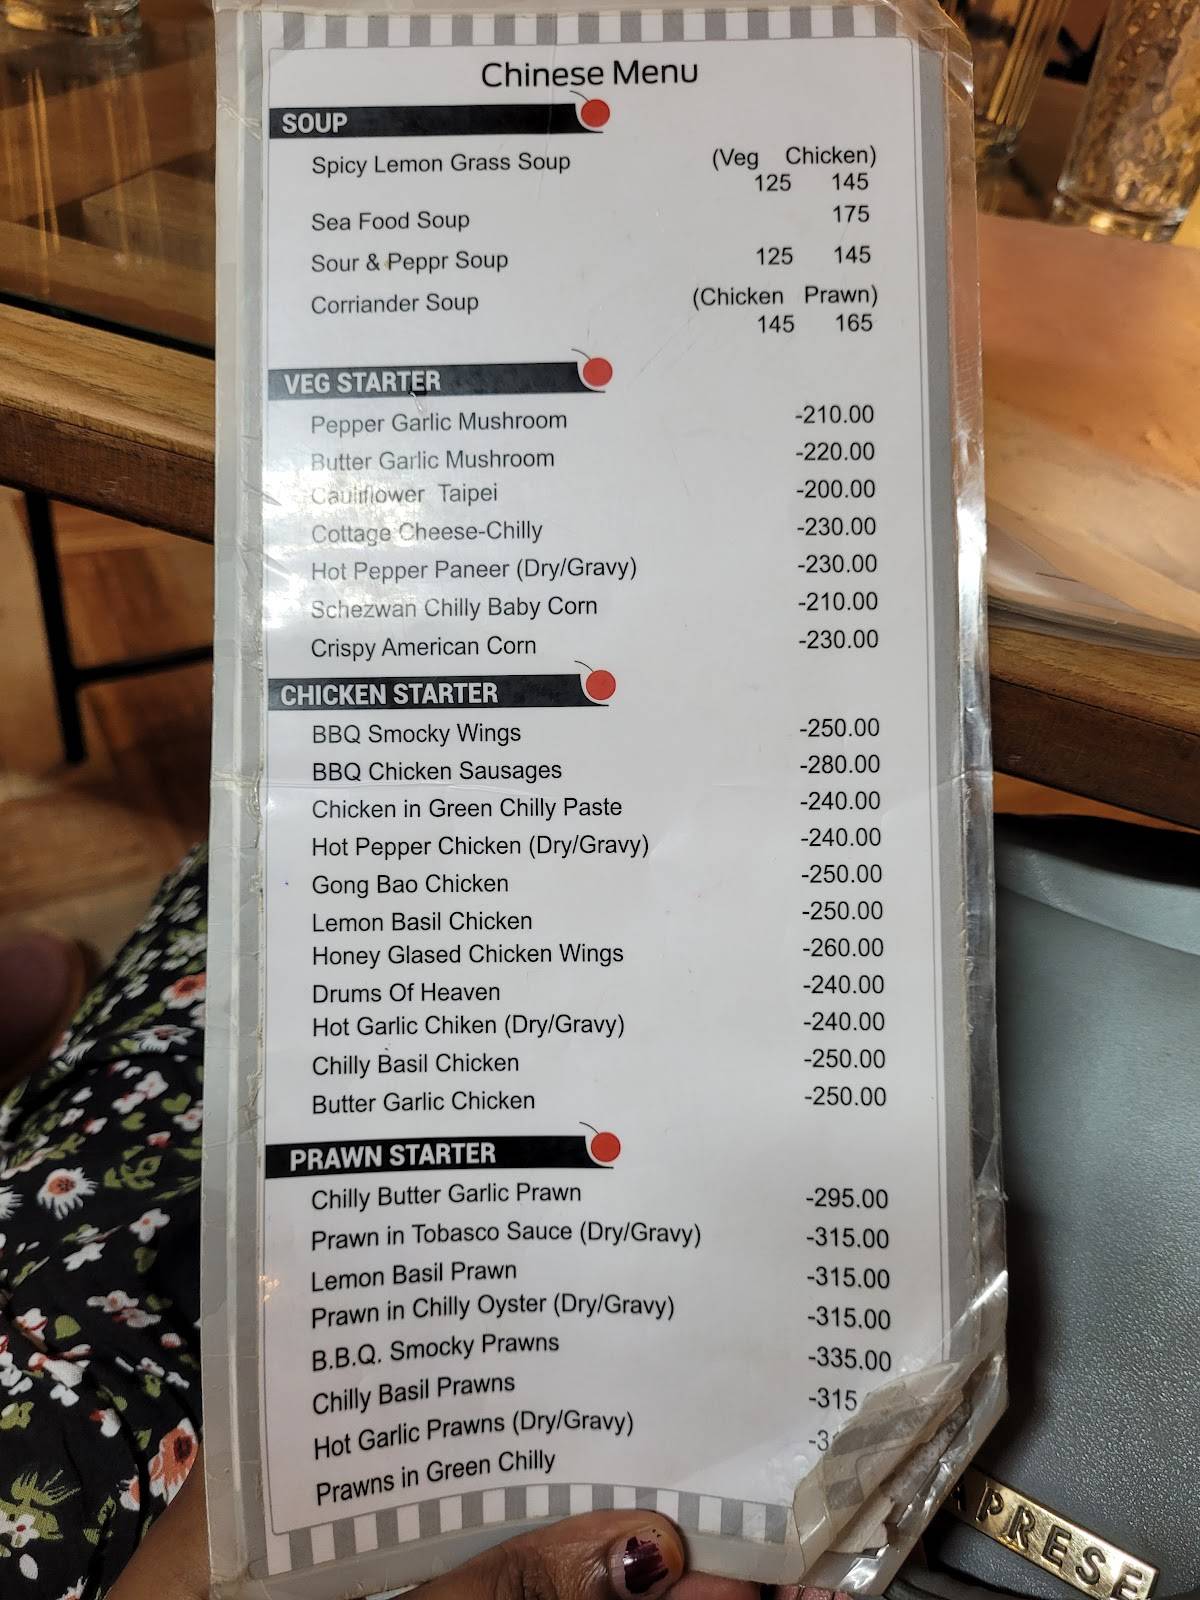 Chinese Menu
SOUP
Spicy Lemon Grass Soup (Veg Chicken)
125 145
Sea Food Soup 175
Sour & Peppr Soup 125 145
Corriander Soup (Chicken Prawn)
145 165
VEG STARTER
Pepper Garlic Mushroom -210.00
Butter Garlic Mushroom -220.00
Cauliflower Taipei -200.00
Cottage Cheese-Chilly -230.00
Hot Pepper Paneer (Dry/Gravy) -230.00
Schezwan Chilly Baby Corn -210.00
Crispy American Corn -230.00
CHICKEN STARTER
BBQ Smocky Wings -250.00
BBQ Chicken Sausages -280.00
Chicken in Green Chilly Paste -240.00
Hot Pepper Chicken (Dry/Gravy) -240.00
Gong Bao Chicken -250.00
Lemon Basil Chicken -250.00
Honey Glased Chicken Wings -260.00
Drums Of Heaven -240.00
Hot Garlic Chiken (Dry/Gravy) -240.00
Chilly Basil Chicken -250.00
Butter Garlic Chicken -250.00
PRAWN STARTER
Chilly Butter Garlic Prawn -295.00
Prawn in Tobasco Sauce (Dry/Gravy) -315.00
Lemon Basil Prawn -315.00
Prawn in Chilly Oyster (Dry/Gravy) -315.00
B.B.Q. Smocky Prawns -335.00
Chilly Basil Prawns -315
Hot Garlic Prawns (Dry/Gravy)
Prawns in Green Chilly
APRESE